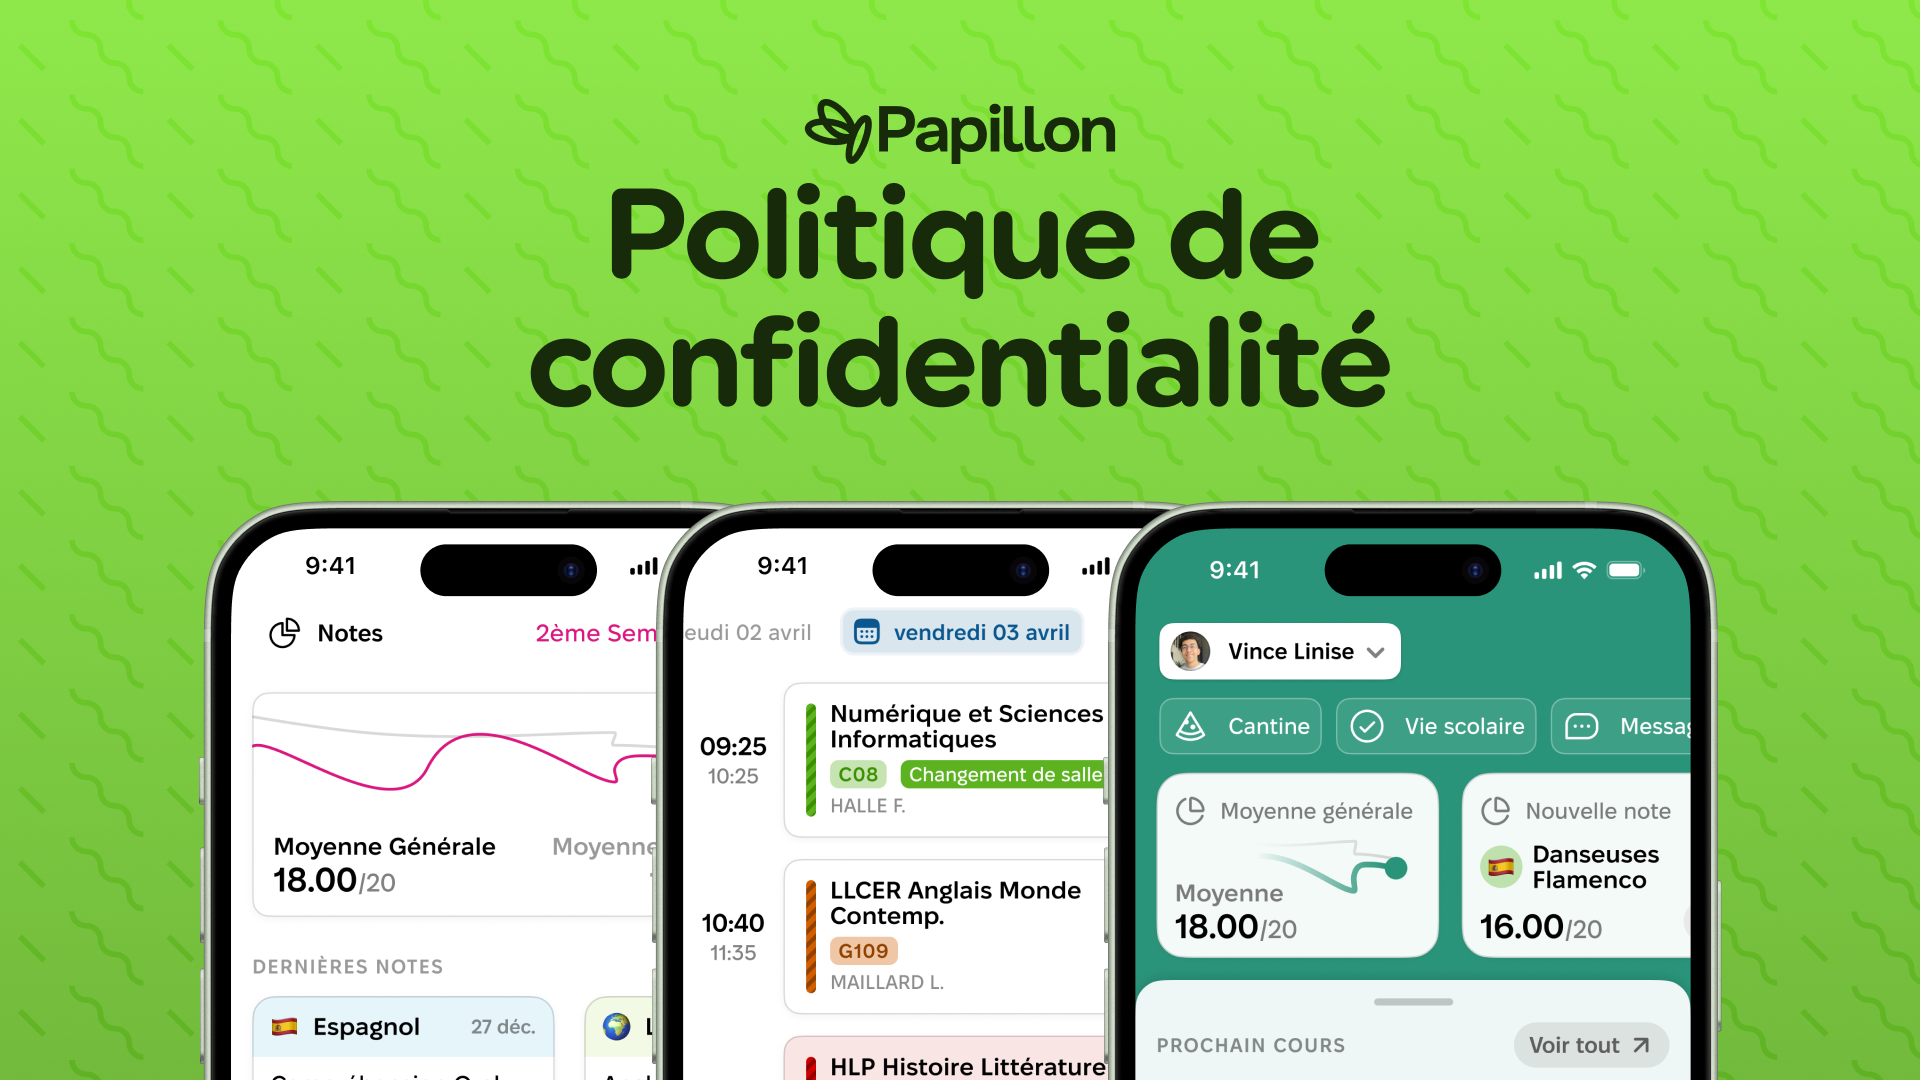 Papillon
Politique de
confidentialité
9:41
Notes
2ème Sem
Moyenne Générale
Moyenne
18.00/20
DERNIÈRES NOTES
Espagnol
27 déc.
9:41
eudi 02 avril
vendredi 03 avril
09:25
10:25
Numérique et Sciences
Informatiques
C08
Changement de salle
HALLE F.
10:40
11:35
LLCER Anglais Monde
Contemp.
G109
MAILLARD L.
HLP Histoire Littérature
9:41
Vince Linise
Cantine
Vie scolaire
Messag
Moyenne générale
Moyenne
18.00/20
Nouvelle note
Danseuses
Flamenco
16.00/20
PROCHAIN COURS
Voir tout